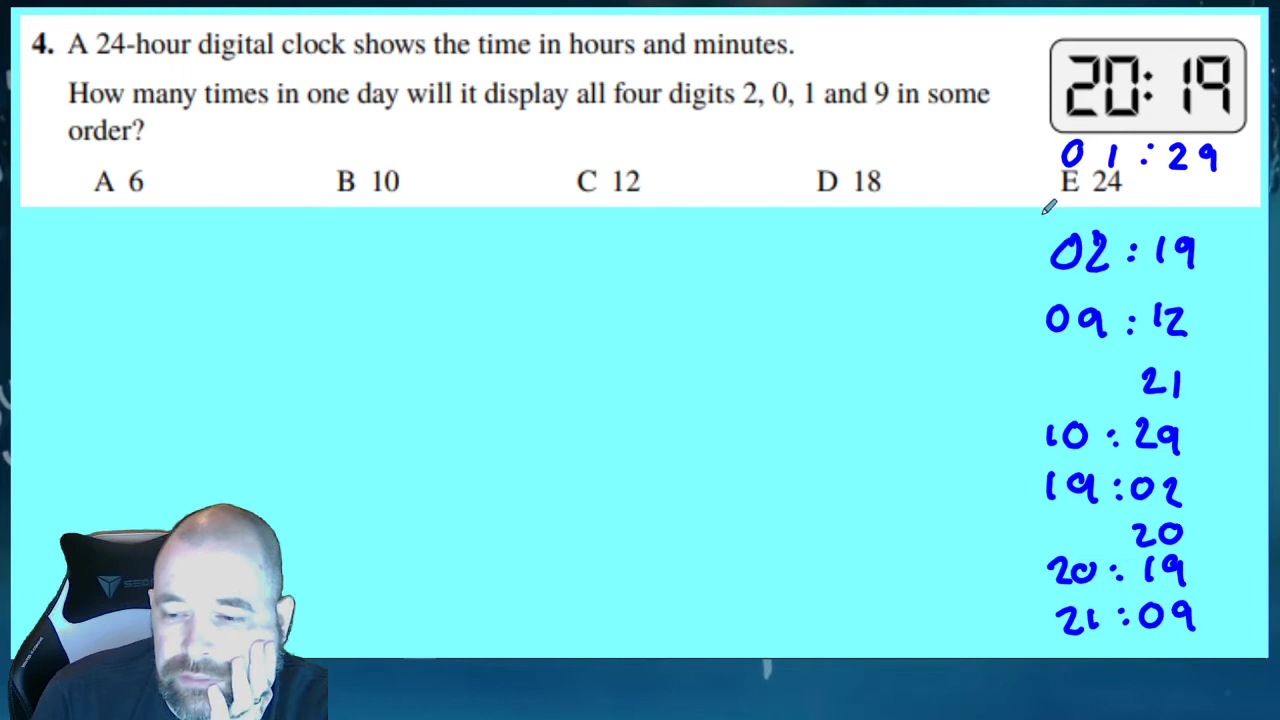 4. A 24-hour digital clock shows the time in hours and minutes.
How many times in one day will it display all four digits 2, 0, 1 and 9 in some
order?
20:19
A 6 B 10 C 12 D 18 E 24
01:29
02:19
09:12
21
10:29
19:02
20
20:19
21:09